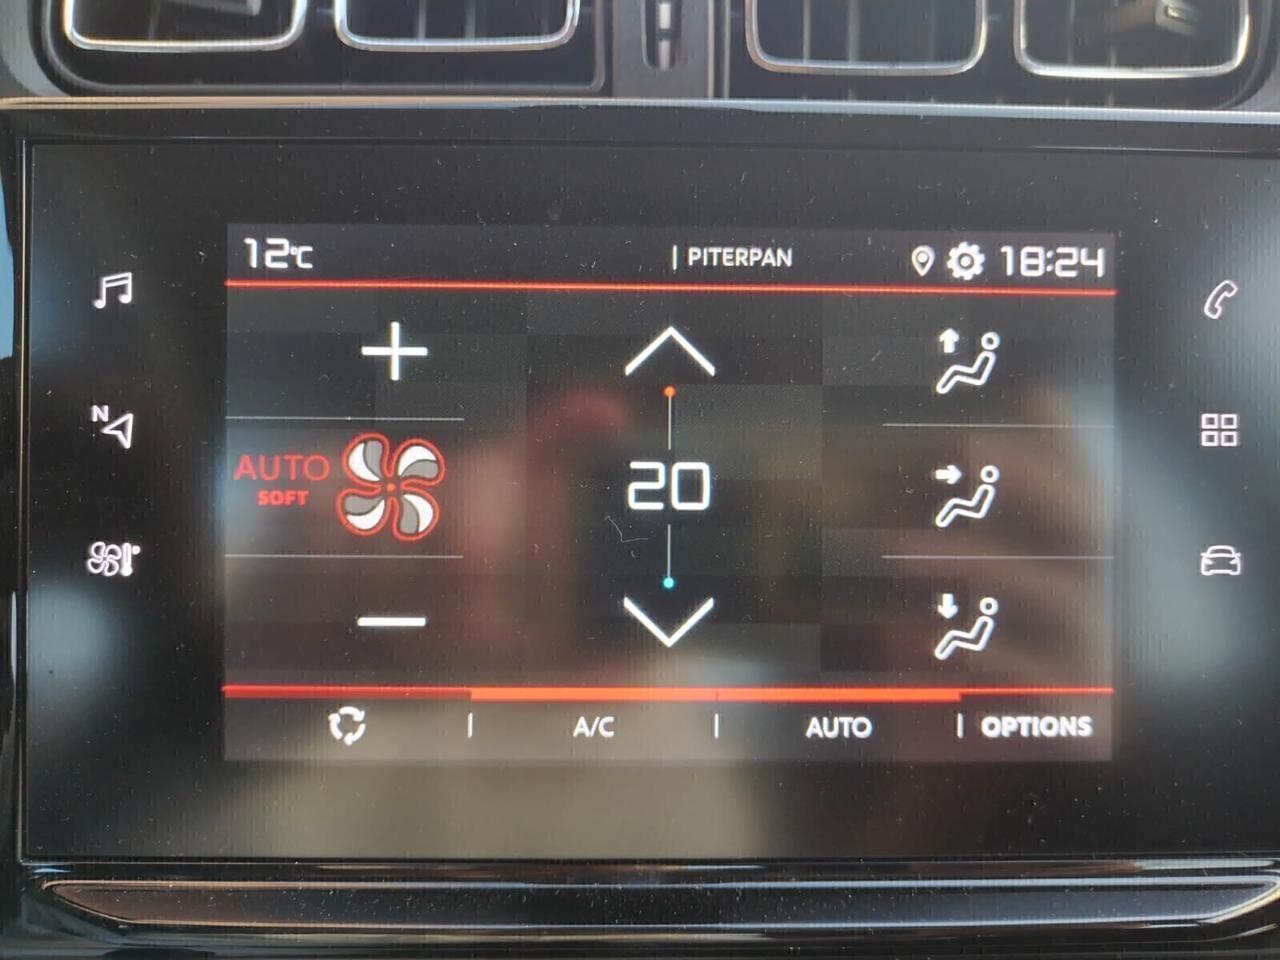 12°C | PITERPAN 18:24
N
AUTO
SOFT
20
| A/C | AUTO | OPTIONS